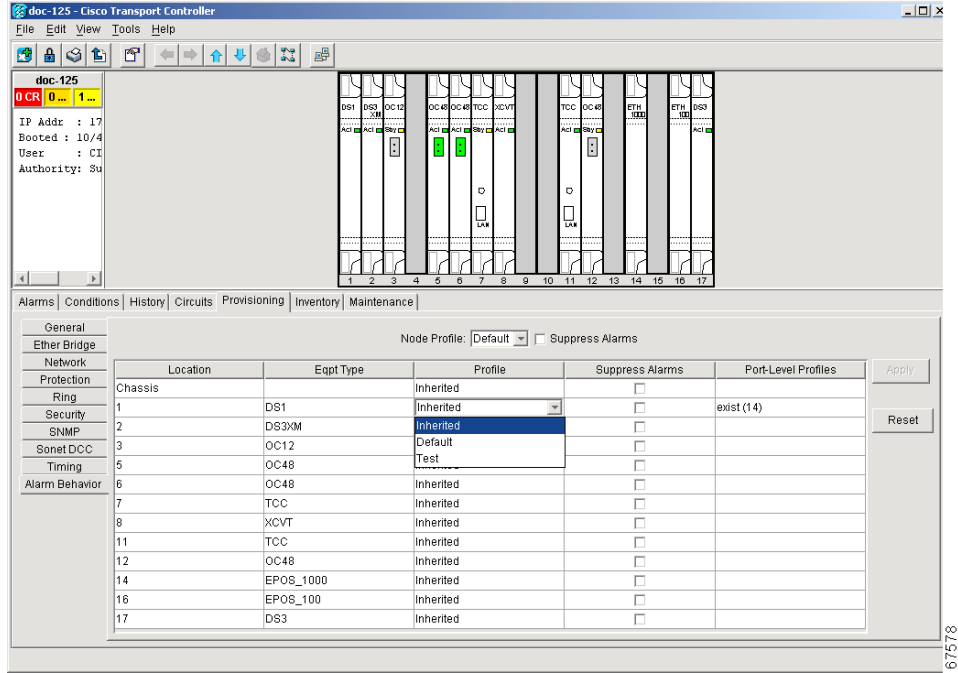 doc-125 - Cisco Transport Controller
File Edit View Tools Help
doc-125
0 CR 0 ... 1 ...
IP Addr : 17
Booted : 10/4
User : CI
Authority: Su
DS1 DS3 XM OC12 OC48 OC48 TCC XCVT TCC OC48 ETH 1000 ETH 100 DS3
Act Act Sby Act Act Sby Act Act Sby Act
LAN LAN
1 2 3 4 5 6 7 8 9 10 11 12 13 14 15 16 17
Alarms Conditions History Circuits Provisioning Inventory Maintenance
General
Ether Bridge
Network
Protection
Ring
Security
SNMP
Sonet DCC
Timing
Alarm Behavior
Node Profile: Default Suppress Alarms
Location Eqpt Type Profile Suppress Alarms Port-Level Profiles
Chassis Inherited
1 DS1 Inherited exist (14)
2 DS3XM Inherited
3 OC12 Default
Test
5 OC48 Inherited
6 OC48 Inherited
7 TCC Inherited
8 XCVT Inherited
11 TCC Inherited
12 OC48 Inherited
14 EPOS_1000 Inherited
16 EPOS_100 Inherited
17 DS3 Inherited
Apply
Reset
67578